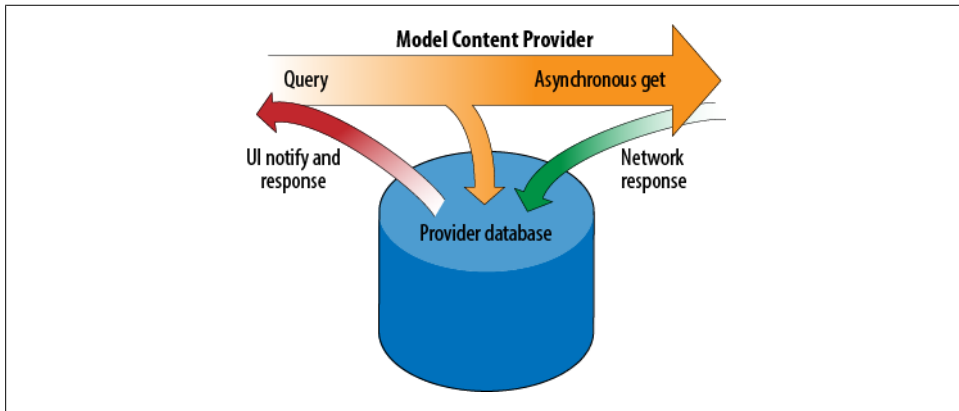 Model Content Provider
Query
Asynchronous get
UI notify and
response
Network
response
Provider database